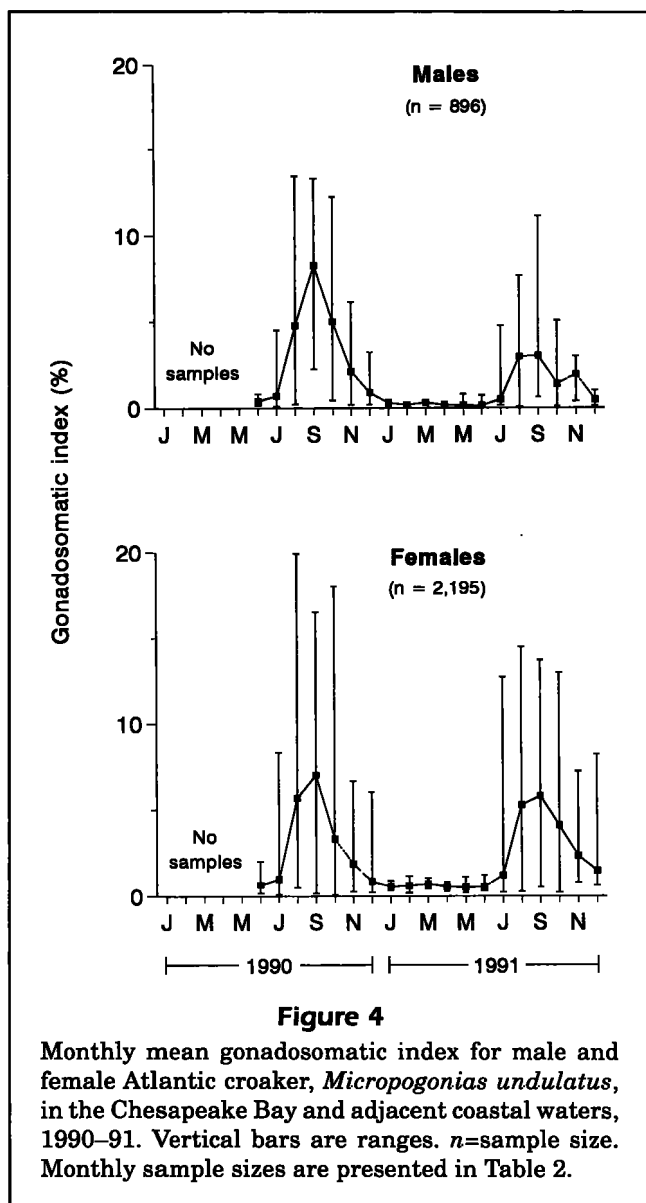 20
Males
(n = 896)
10
No
samples
0
J M M J S N J M M J S N
Gonadosomatic index (%)
20
Females
(n = 2,195)
10
No
samples
0
J M M J S N J M M J S N
1990 1991
Figure 4
Monthly mean gonadosomatic index for male and
female Atlantic croaker, Micropogonias undulatus,
in the Chesapeake Bay and adjacent coastal waters,
1990–91. Vertical bars are ranges. n=sample size.
Monthly sample sizes are presented in Table 2.